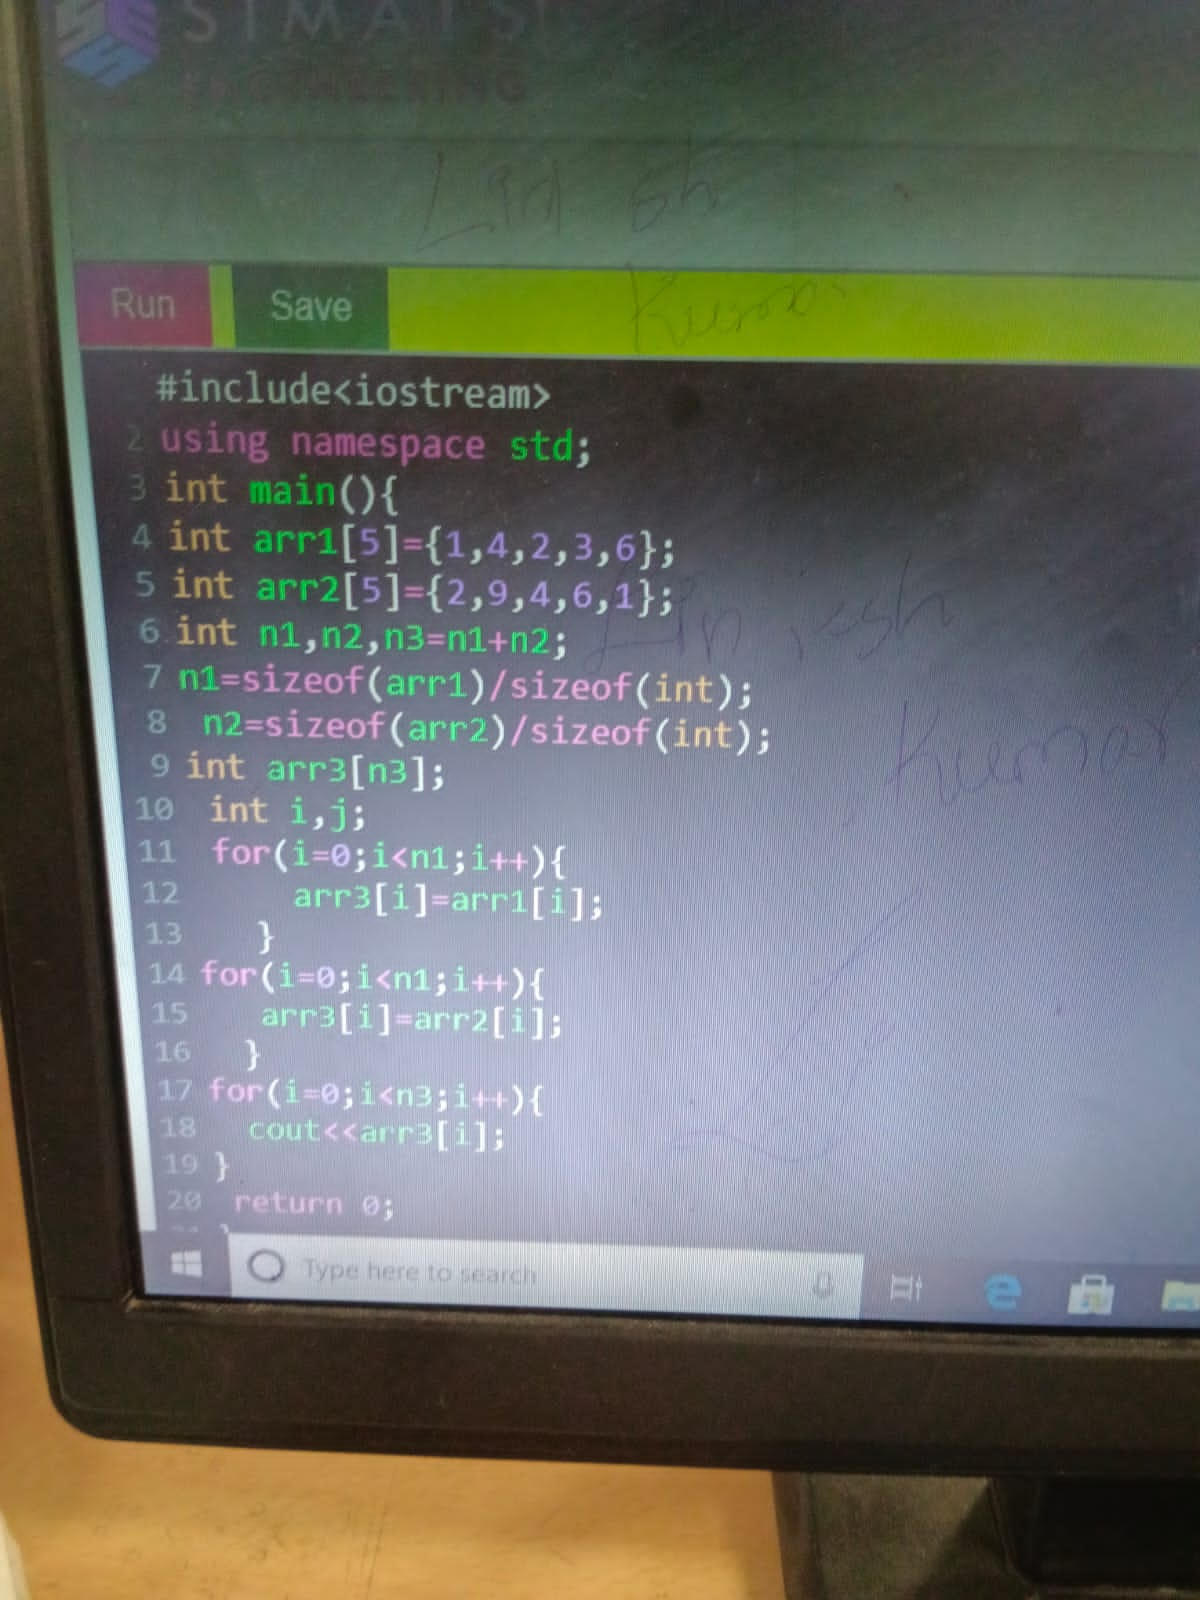 SIMATS
ENGINEERING
Run Save
#include<iostream>
2 using namespace std;
3 int main(){
4 int arr1[5]={1,4,2,3,6};
5 int arr2[5]={2,9,4,6,1};
6 int n1,n2,n3=n1+n2;
7 n1=sizeof(arr1)/sizeof(int);
8 n2=sizeof(arr2)/sizeof(int);
9 int arr3[n3];
10 int i,j;
11 for(i=0;i<n1;i++){
12 arr3[i]=arr1[i];
13 }
14 for(i=0;i<n1;i++){
15 arr3[i]=arr2[i];
16 }
17 for(i=0;i<n3;i++){
18 cout<<arr3[i];
19 }
20 return 0;
Type here to search